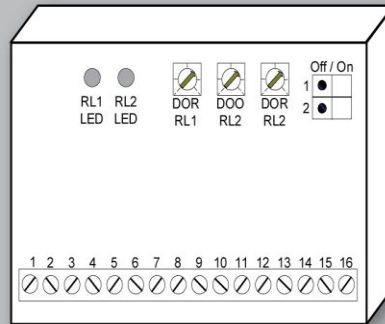 Off / On
1
2
RL1 RL2
LED LED
DOR DOO DOR
RL1 RL2 RL2
1 2 3 4 5 6 7 8 9 10 11 12 13 14 15 16